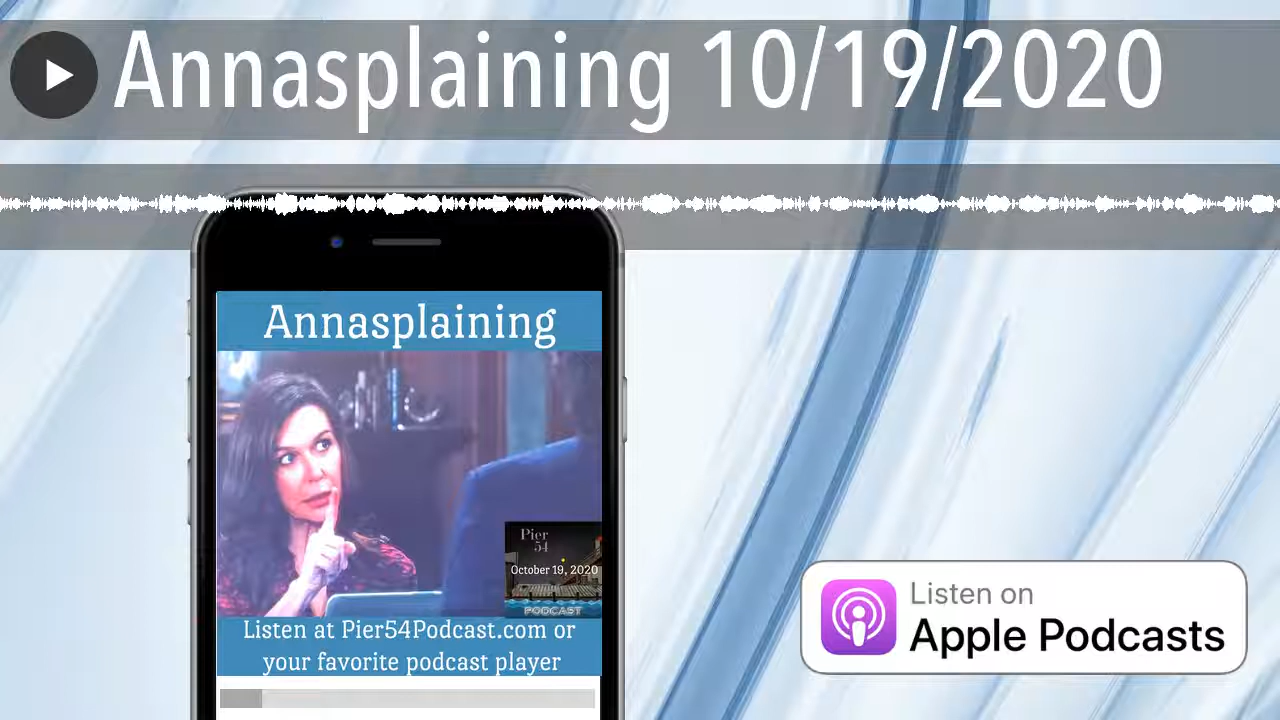 Annasplaining 10/19/2020
Annasplaining
Pier
54
October 19, 2020
PODCAST
Listen at Pier54Podcast.com or
your favorite podcast player
Listen on
Apple Podcasts